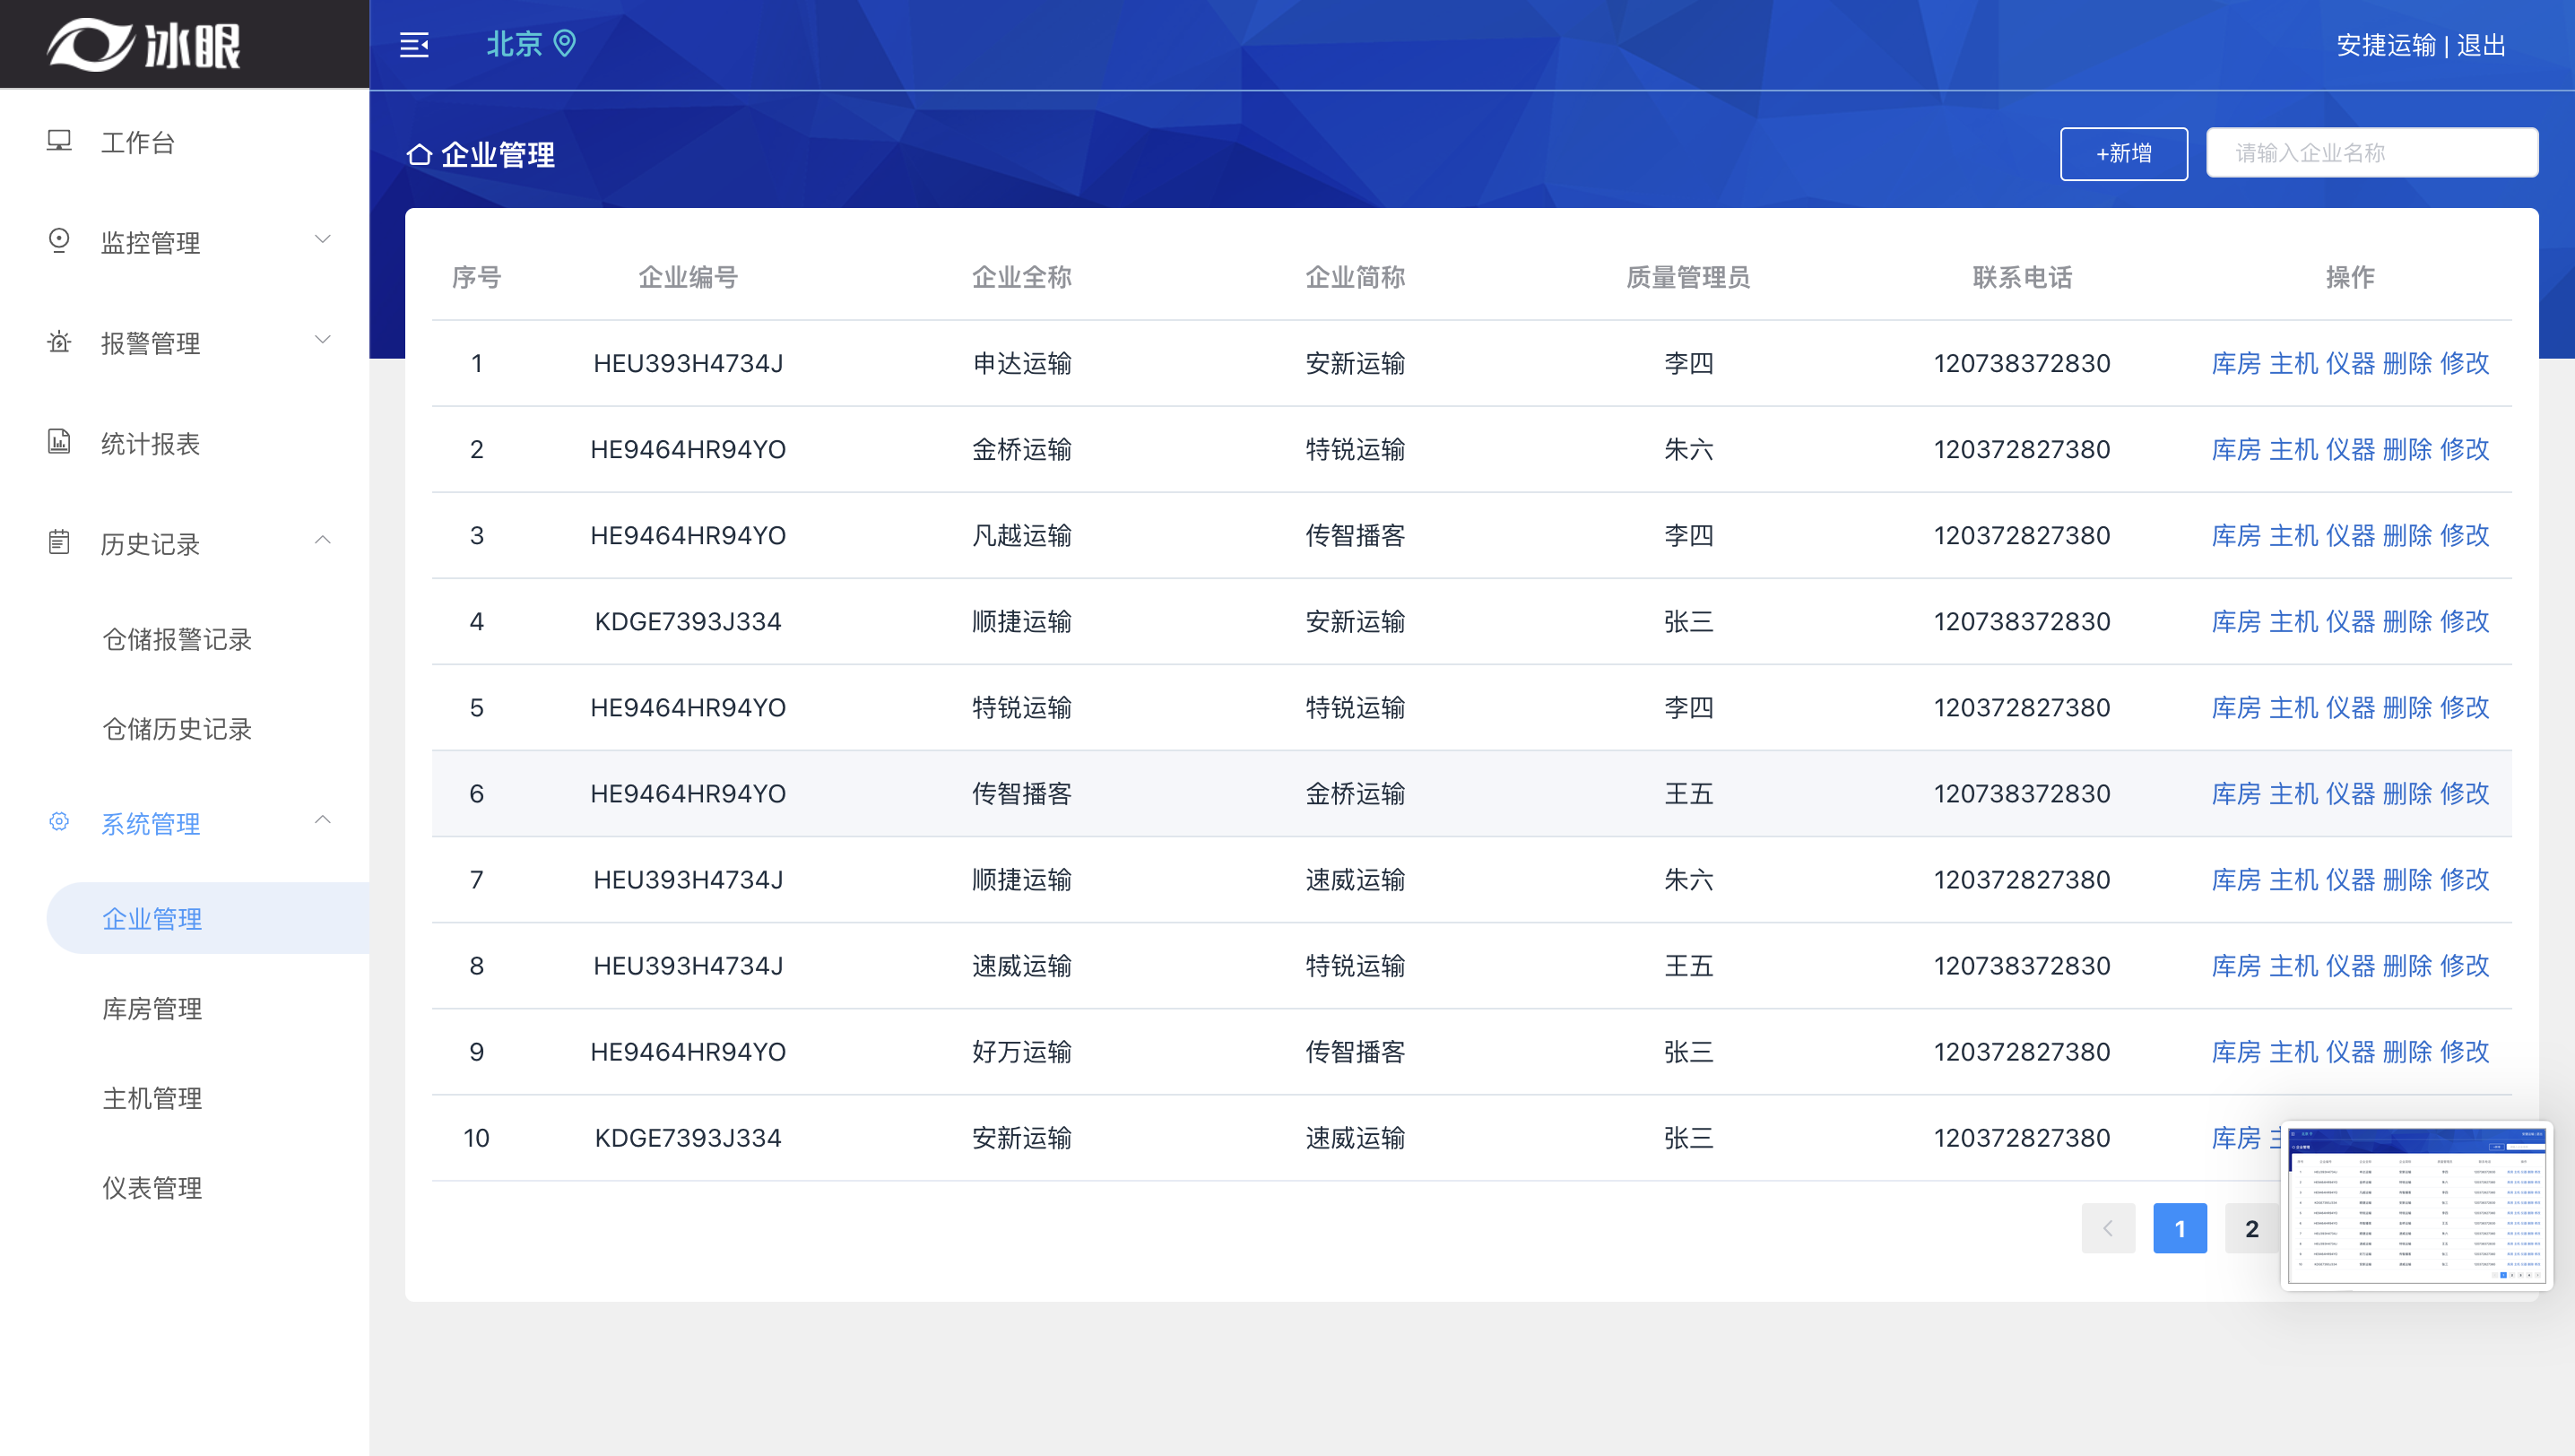 冰眼
北京
安捷运输 | 退出
工作台
监控管理
报警管理
统计报表
历史记录
仓储报警记录
仓储历史记录
系统管理
企业管理
库房管理
主机管理
仪表管理
企业管理
+新增
请输入企业名称
序号 企业编号 企业全称 企业简称 质量管理员 联系电话 操作
1 HEU393H4734J 申达运输 安新运输 李四 120738372830 库房 主机 仪器 删除 修改
2 HE9464HR94YO 金桥运输 特锐运输 朱六 120372827380 库房 主机 仪器 删除 修改
3 HE9464HR94YO 凡越运输 传智播客 李四 120372827380 库房 主机 仪器 删除 修改
4 KDGE7393J334 顺捷运输 安新运输 张三 120738372830 库房 主机 仪器 删除 修改
5 HE9464HR94YO 特锐运输 特锐运输 李四 120372827380 库房 主机 仪器 删除 修改
6 HE9464HR94YO 传智播客 金桥运输 王五 120738372830 库房 主机 仪器 删除 修改
7 HEU393H4734J 顺捷运输 速威运输 朱六 120372827380 库房 主机 仪器 删除 修改
8 HEU393H4734J 速威运输 特锐运输 王五 120738372830 库房 主机 仪器 删除 修改
9 HE9464HR94YO 好万运输 传智播客 张三 120372827380 库房 主机 仪器 删除 修改
10 KDGE7393J334 安新运输 速威运输 张三 120372827380 库房
1 2